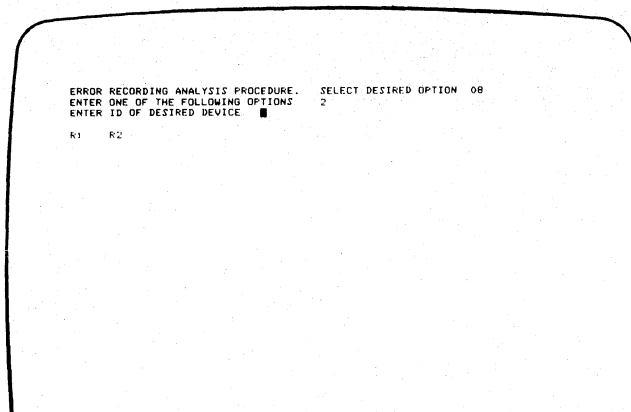 ERROR RECORDING ANALYSIS PROCEDURE. SELECT DESIRED OPTION 08
ENTER ONE OF THE FOLLOWING OPTIONS 2
ENTER ID OF DESIRED DEVICE
R1 R2